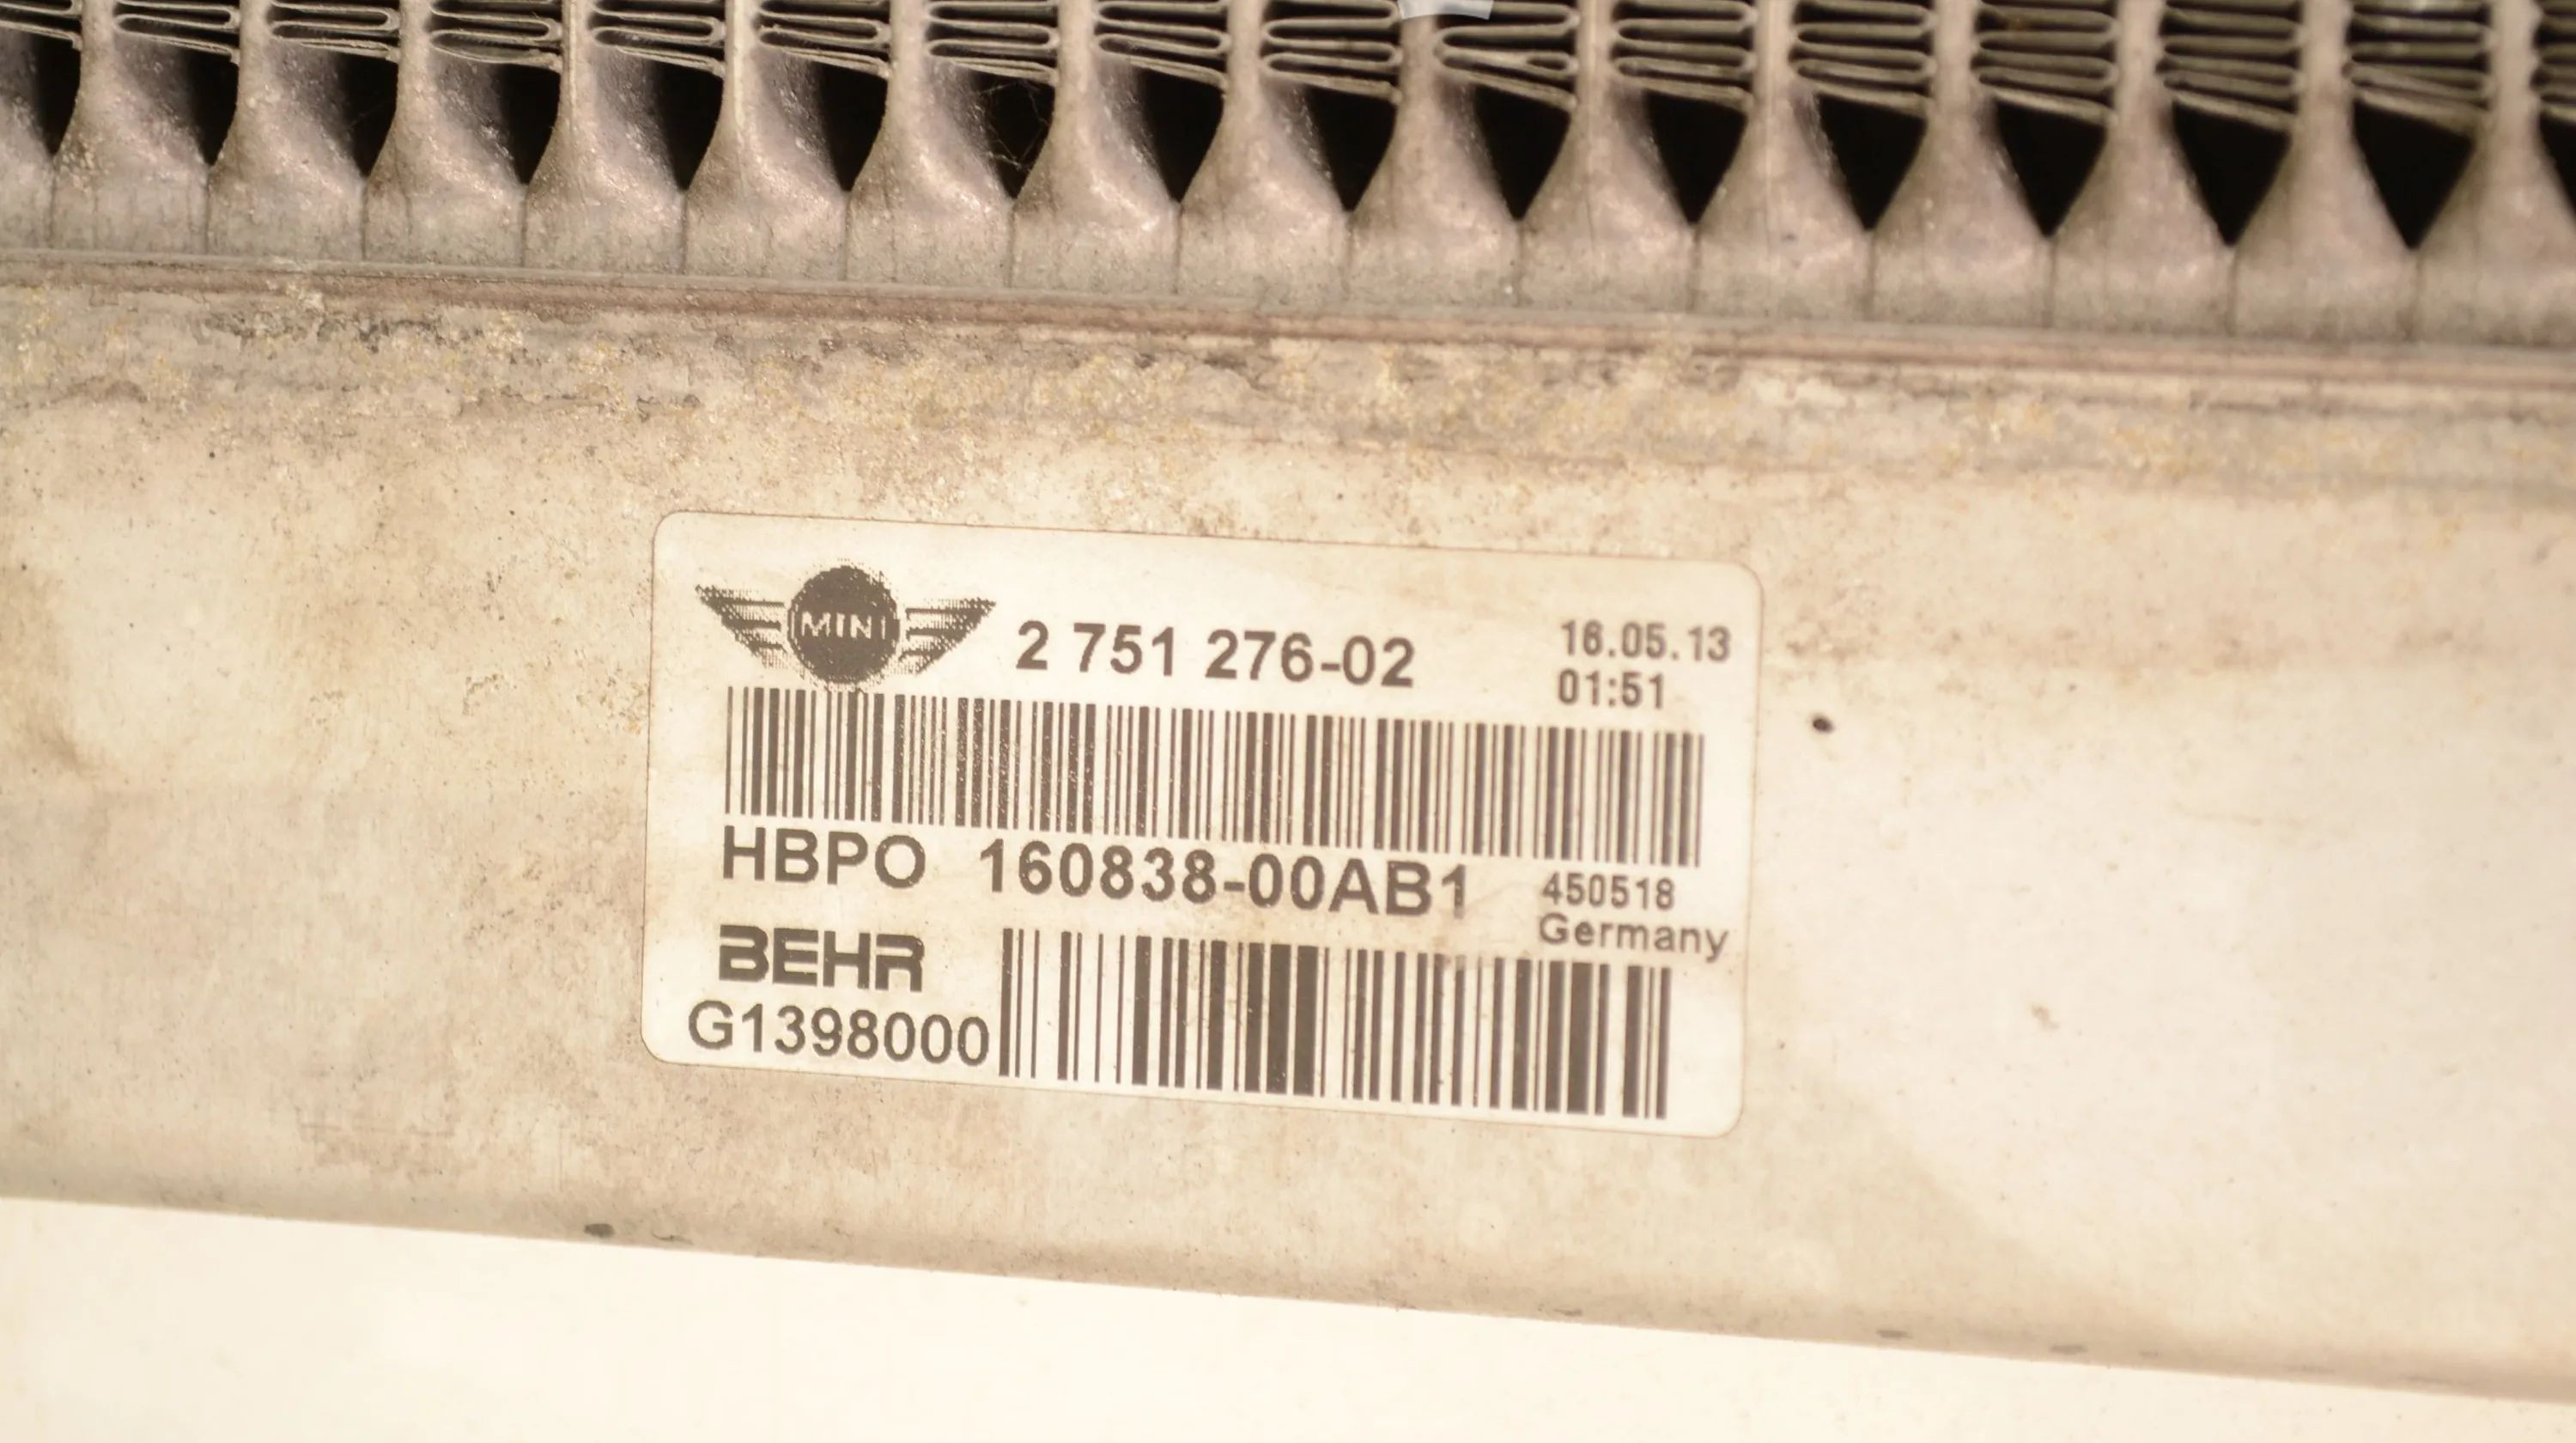 MINI 2 751 276-02
16.05.13
01:51
HBPO 160838-00AB1
450518
Germany
BEHR
G1398000